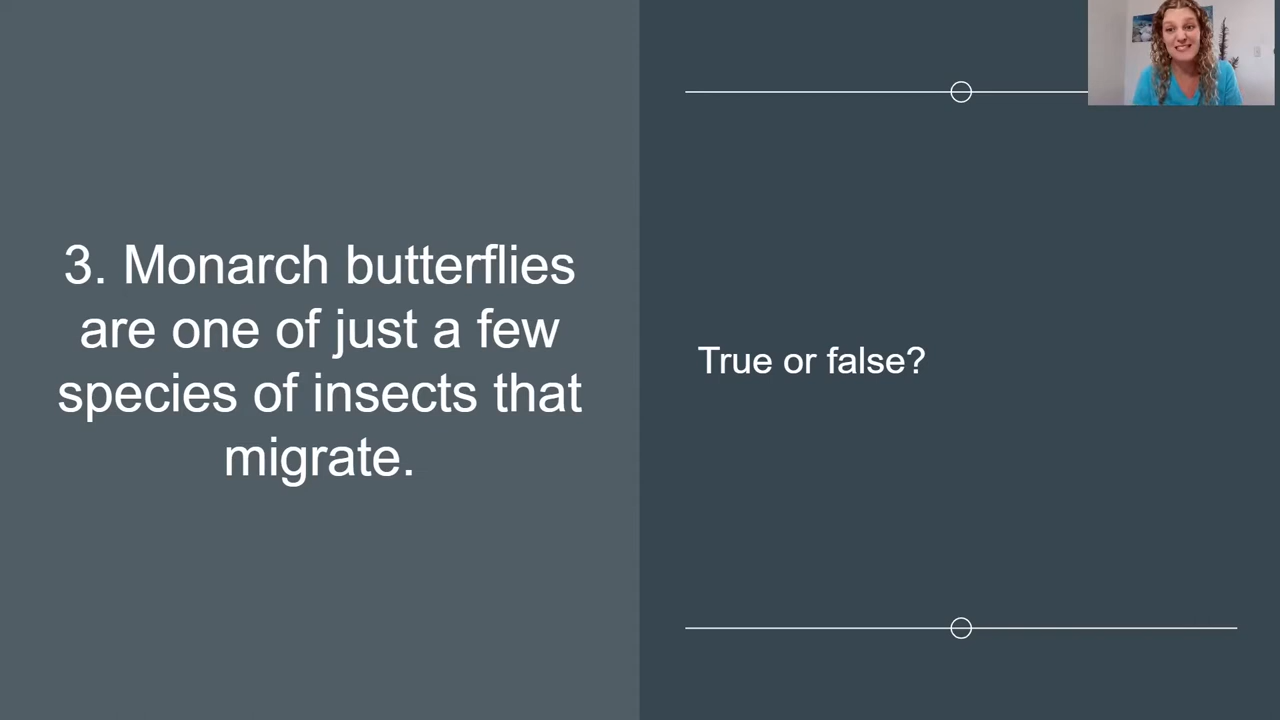 3. Monarch butterflies
are one of just a few
species of insects that
migrate.
True or false?